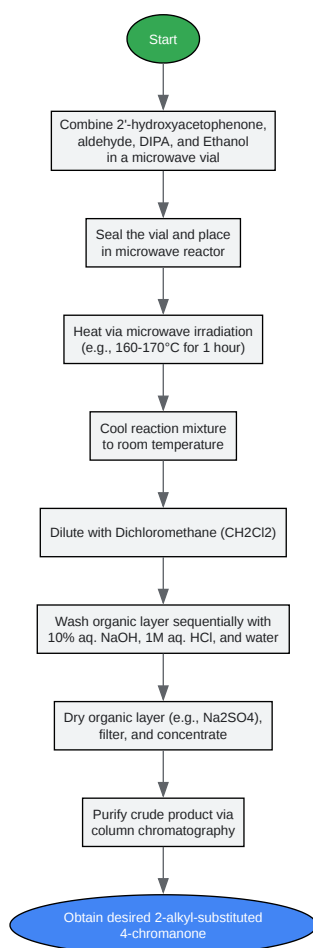 Start
Combine 2'-hydroxyacetophenone,
aldehyde, DIPA, and Ethanol
in a microwave vial
Seal the vial and place
in microwave reactor
Heat via microwave irradiation
(e.g., 160-170°C for 1 hour)
Cool reaction mixture
to room temperature
Dilute with Dichloromethane (CH2Cl2)
Wash organic layer sequentially with
10% aq. NaOH, 1M aq. HCl, and water
Dry organic layer (e.g., Na2SO4),
filter, and concentrate
Purify crude product via
column chromatography
Obtain desired 2-alkyl-substituted
4-chromanone